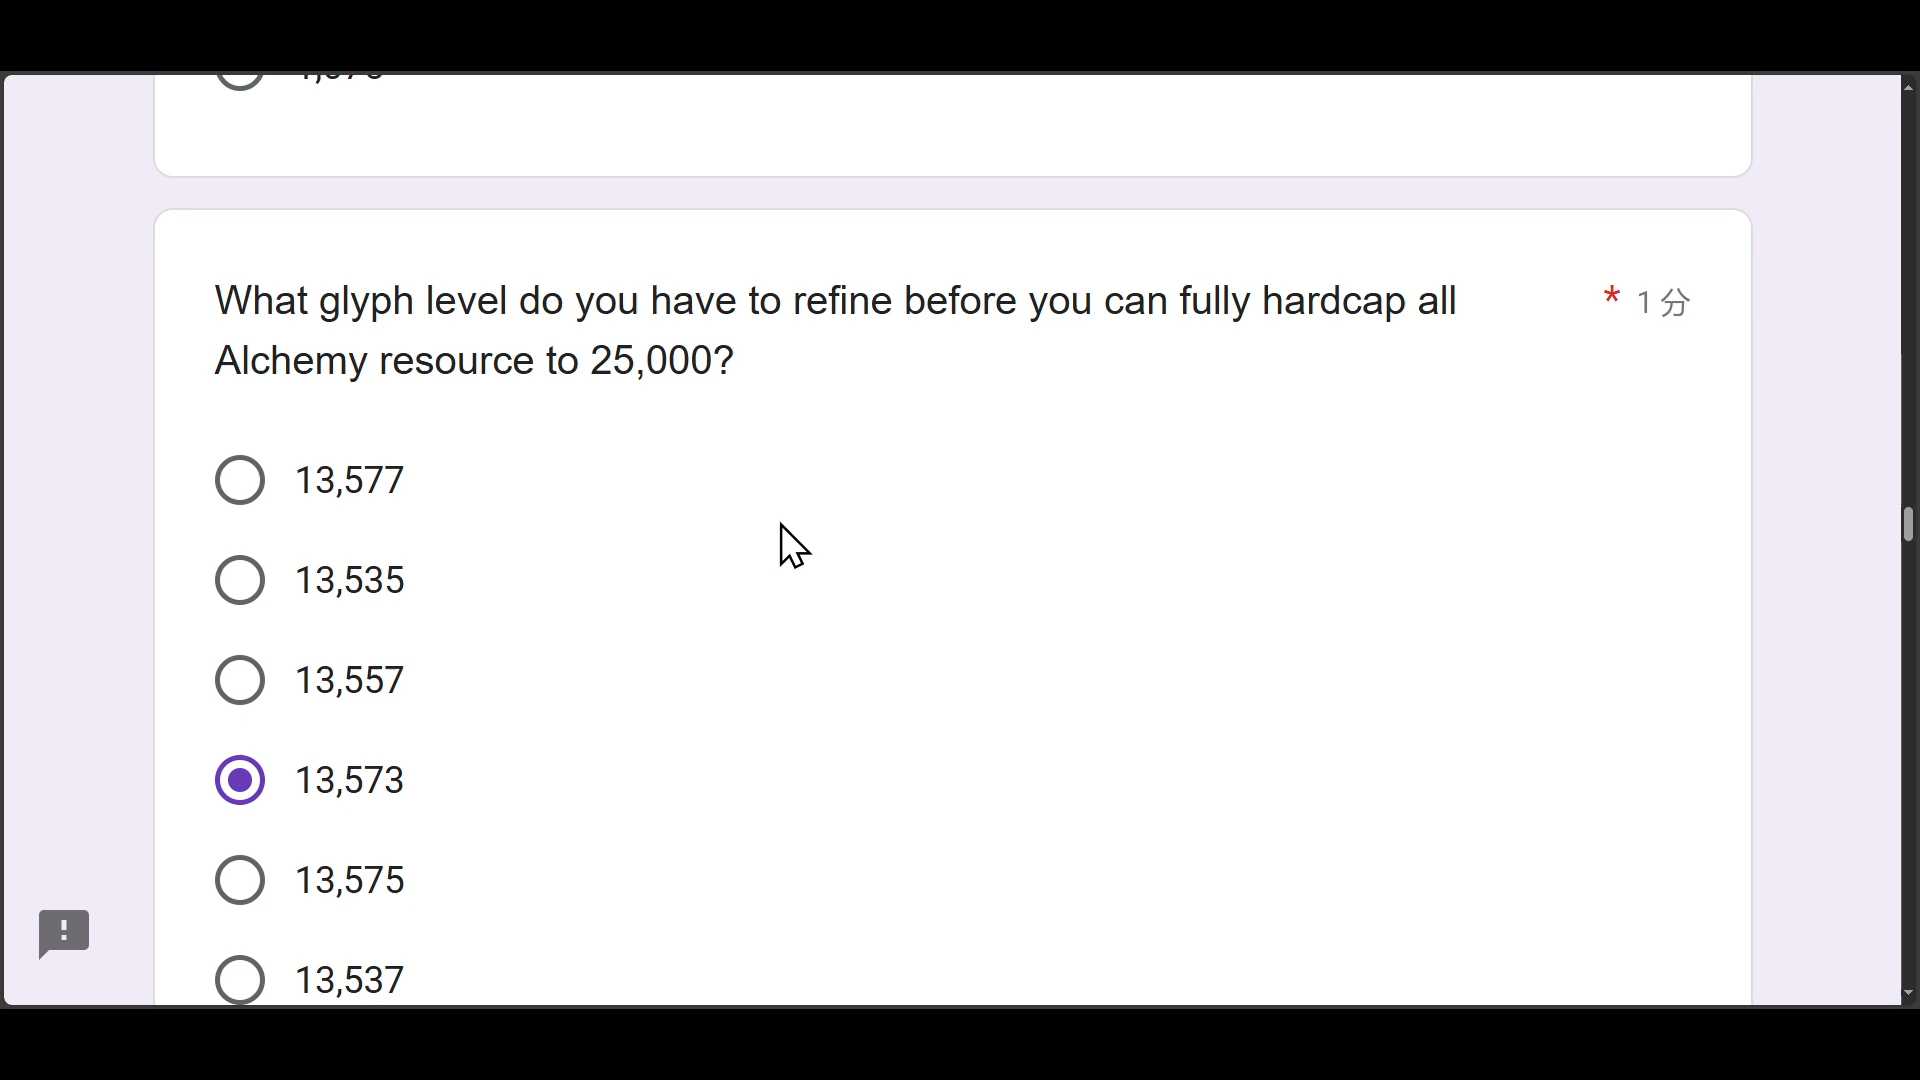 What glyph level do you have to refine before you can fully hardcap all
* 1 分
Alchemy resource to 25,000?
13,577
13,535
13,557
13,573
13,575
13,537